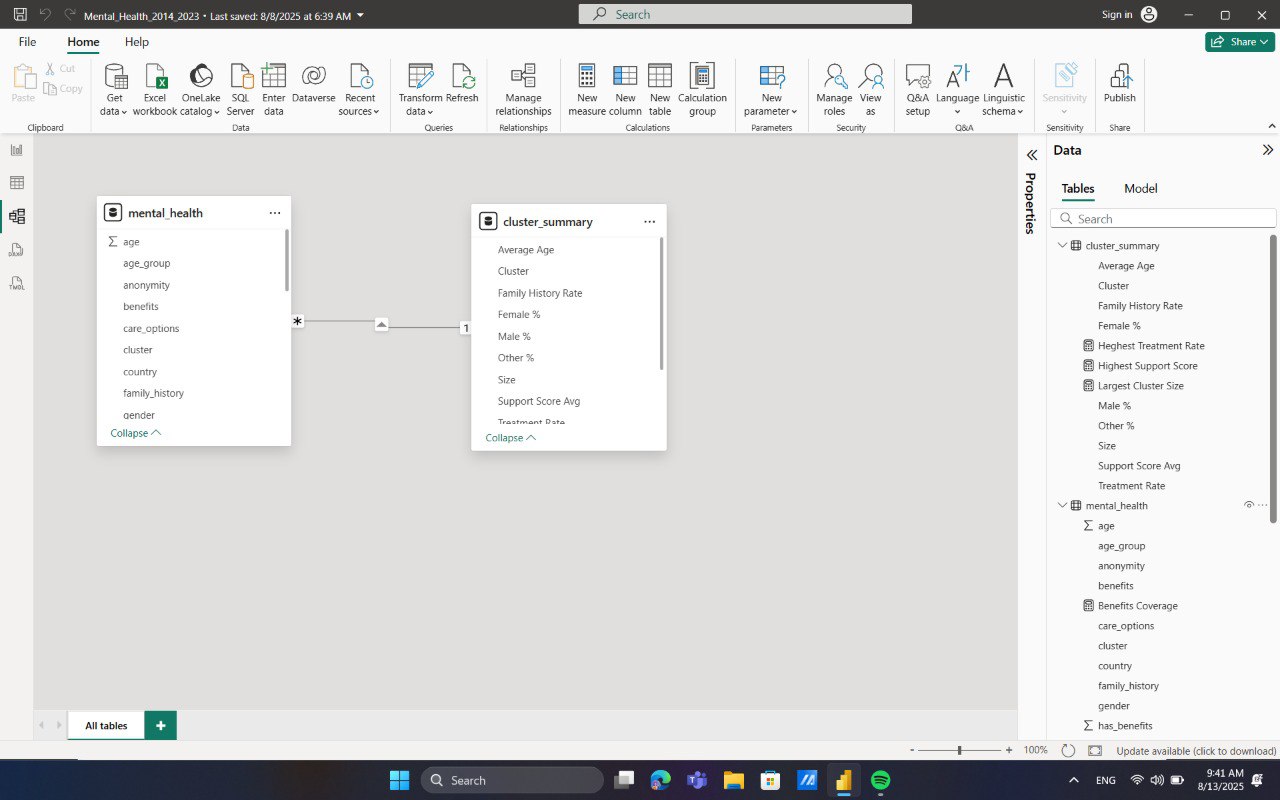 Mental_Health_2014_2023 • Last saved: 8/8/2025 at 6:39 AM
Search
Sign in
File
Home
Help
Share
Paste
Cut
Copy
Get data
Excel workbook
OneLake catalog
SQL Server
Enter data
Dataverse
Recent sources
Transform data
Refresh
Manage relationships
New measure
New column
New table
Calculation group
New parameter
Manage roles
View as
Q&A setup
Language
Linguistic schema
Sensitivity
Publish
Clipboard
Data
Queries
Relationships
Calculations
Parameters
Security
Q&A
Sensitivity
Share
mental_health
age
age_group
anonymity
benefits
care_options
cluster
country
family_history
gender
Collapse
*
1
cluster_summary
Average Age
Cluster
Family History Rate
Female %
Male %
Other %
Size
Support Score Avg
Treatment Rate
Collapse
Properties
Data
Tables
Model
Search
cluster_summary
Average Age
Cluster
Family History Rate
Female %
Heghest Treatment Rate
Highest Support Score
Largest Cluster Size
Male %
Other %
Size
Support Score Avg
Treatment Rate
mental_health
age
age_group
anonymity
benefits
Benefits Coverage
care_options
cluster
country
family_history
gender
has_benefits
All tables
100%
Update available (click to download)
Search
ENG
9:41 AM
8/13/2025